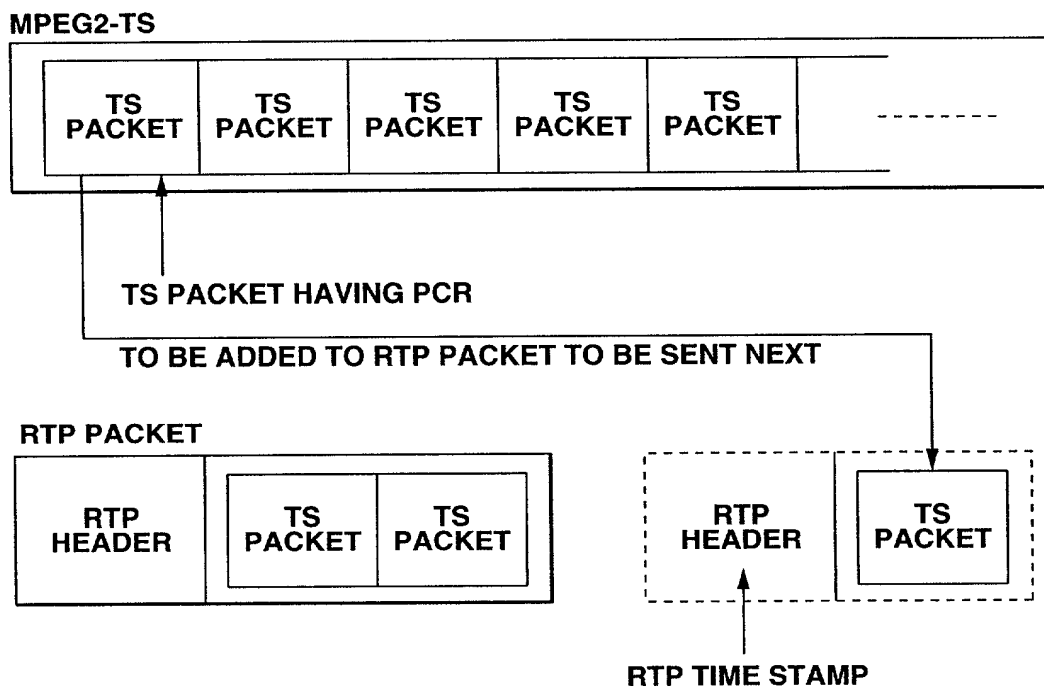 MPEG2-TS
TS PACKET
TS PACKET
TS PACKET
TS PACKET
TS PACKET
TS PACKET HAVING PCR
TO BE ADDED TO RTP PACKET TO BE SENT NEXT
RTP PACKET
RTP HEADER
TS PACKET
TS PACKET
RTP HEADER
TS PACKET
RTP TIME STAMP